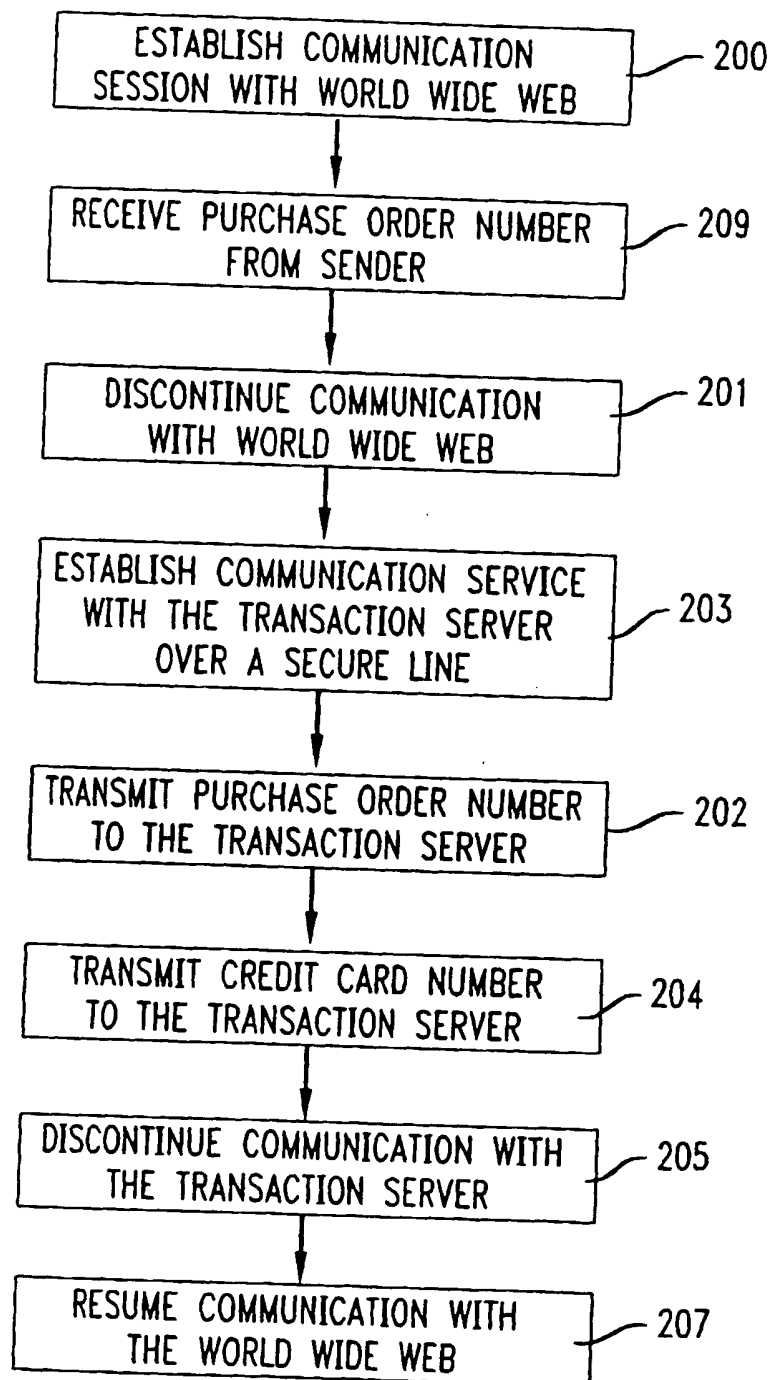 ESTABLISH COMMUNICATION
SESSION WITH WORLD WIDE WEB
200
RECEIVE PURCHASE ORDER NUMBER
FROM SENDER
209
DISCONTINUE COMMUNICATION
WITH WORLD WIDE WEB
201
ESTABLISH COMMUNICATION SERVICE
WITH THE TRANSACTION SERVER
OVER A SECURE LINE
203
TRANSMIT PURCHASE ORDER NUMBER
TO THE TRANSACTION SERVER
202
TRANSMIT CREDIT CARD NUMBER
TO THE TRANSACTION SERVER
204
DISCONTINUE COMMUNICATION WITH
THE TRANSACTION SERVER
205
RESUME COMMUNICATION WITH
THE WORLD WIDE WEB
207